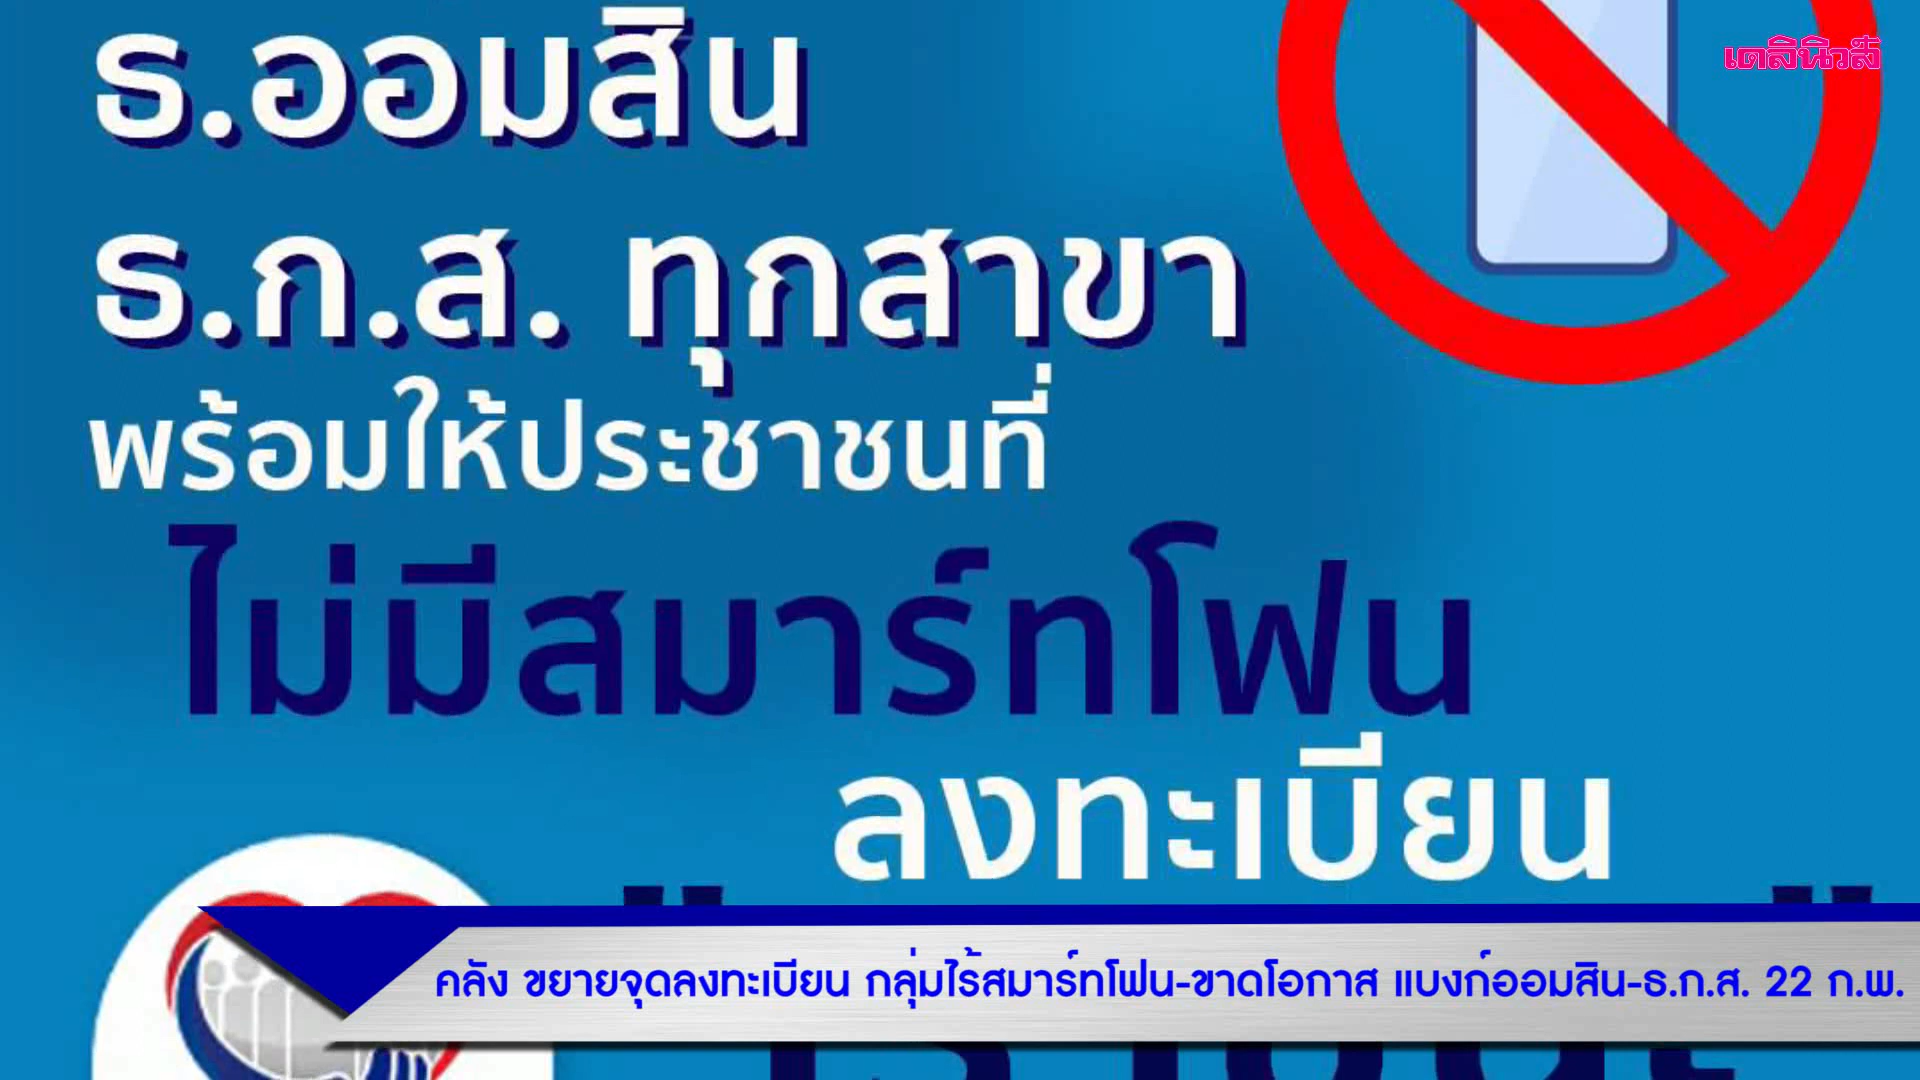 เดลินิวส์
ธ.ออมสิน
ธ.ก.ส. ทุกสาขา
พร้อมให้ประชาชนที่
ไม่มีสมาร์ทโฟน
ลงทะเบียน
คลัง ขยายจุดลงทะเบียน กลุ่มไร้สมาร์ทโฟน-ขาดโอกาส แบงก์ออมสิน-ธ.ก.ส. 22 ก.พ.